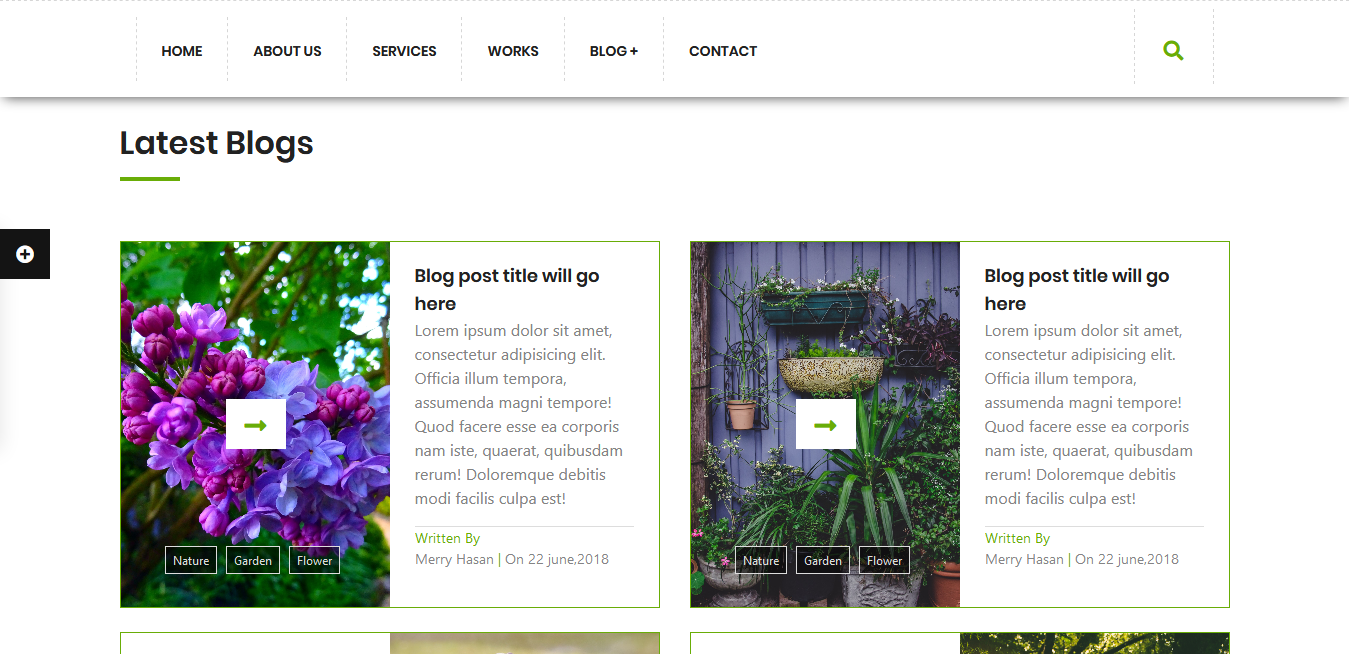 HOME ABOUT US SERVICES WORKS BLOG + CONTACT
Latest Blogs
Blog post title will go
here
Lorem ipsum dolor sit amet,
consectetur adipisicing elit.
Officia illum tempora,
assumenda magni tempore!
Quod facere esse ea corporis
nam iste, quaerat, quibusdam
rerum! Doloremque debitis
modi facilis culpa est!
Written By
Merry Hasan | On 22 june,2018
Nature Garden Flower
Blog post title will go
here
Lorem ipsum dolor sit amet,
consectetur adipisicing elit.
Officia illum tempora,
assumenda magni tempore!
Quod facere esse ea corporis
nam iste, quaerat, quibusdam
rerum! Doloremque debitis
modi facilis culpa est!
Written By
Merry Hasan | On 22 june,2018
Nature Garden Flower